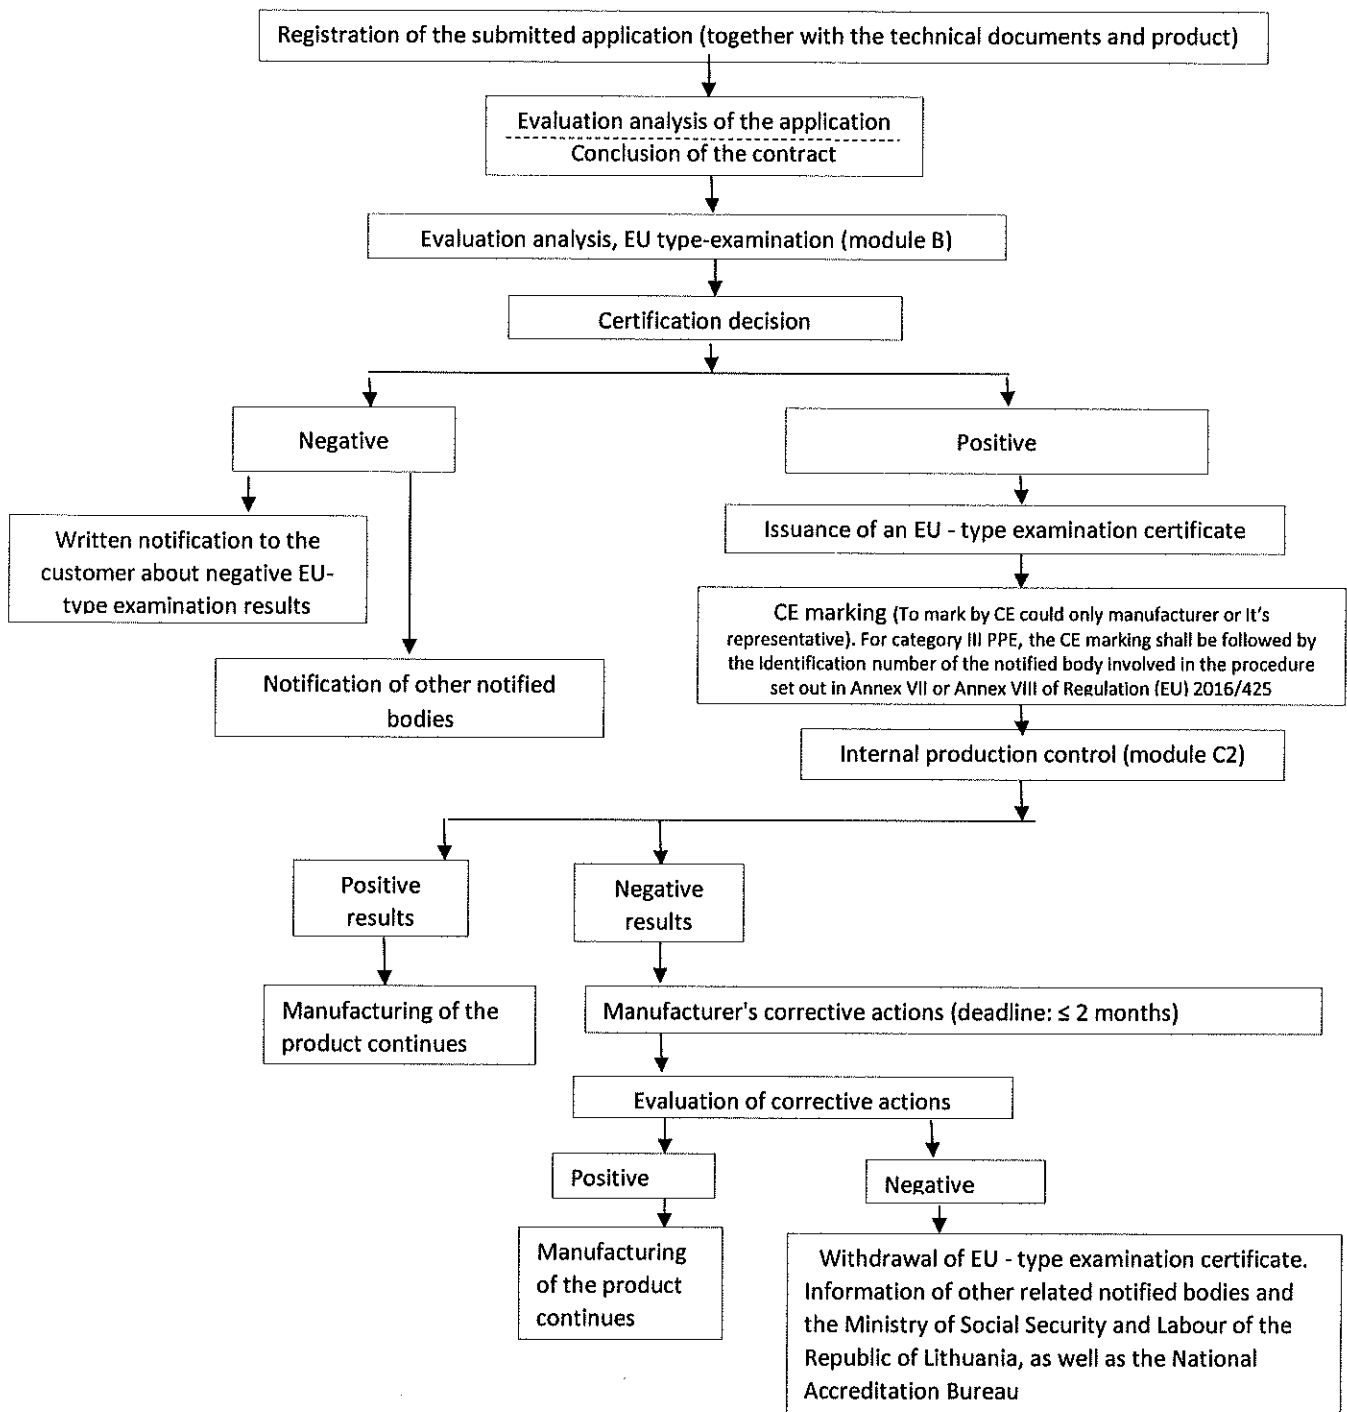 Registration of the submitted application (together with the technical documents and product)
Evaluation analysis of the application
Conclusion of the contract
Evaluation analysis, EU type-examination (module B)
Certification decision
Negative
Positive
Written notification to the
customer about negative EU-
type examination results
Notification of other notified
bodies
Issuance of an EU - type examination certificate
CE marking (To mark by CE could only manufacturer or it's
representative). For category III PPE, the CE marking shall be followed by
the identification number of the notified body involved in the procedure
set out in Annex VII or Annex VIII of Regulation (EU) 2016/425
Internal production control (module C2)
Positive
results
Negative
results
Manufacturing of the
product continues
Manufacturer's corrective actions (deadline: ≤ 2 months)
Evaluation of corrective actions
Positive
Negative
Manufacturing
of the product
continues
Withdrawal of EU - type examination certificate.
Information of other related notified bodies and
the Ministry of Social Security and Labour of the
Republic of Lithuania, as well as the National
Accreditation Bureau